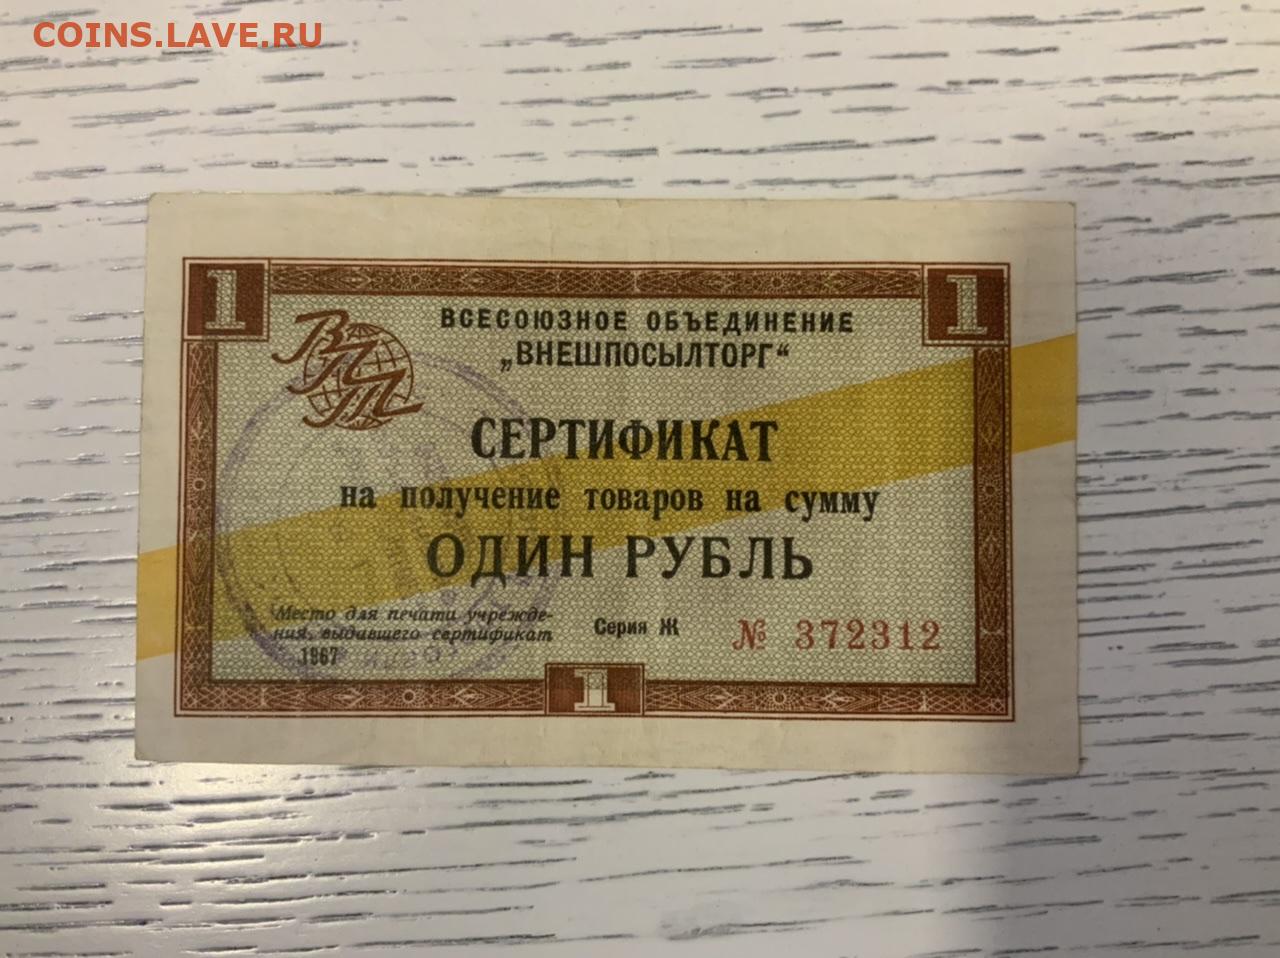 COINS.LAVE.RU
1 1
ВПТ
ВСЕСОЮЗНОЕ ОБЪЕДИНЕНИЕ
„ВНЕШПОСЫЛТОРГ“
СЕРТИФИКАТ
на получение товаров на сумму
ОДИН РУБЛЬ
Место для печати учрежде-
ния, выдавшего сертификат
1967
Серия Ж № 372312
1